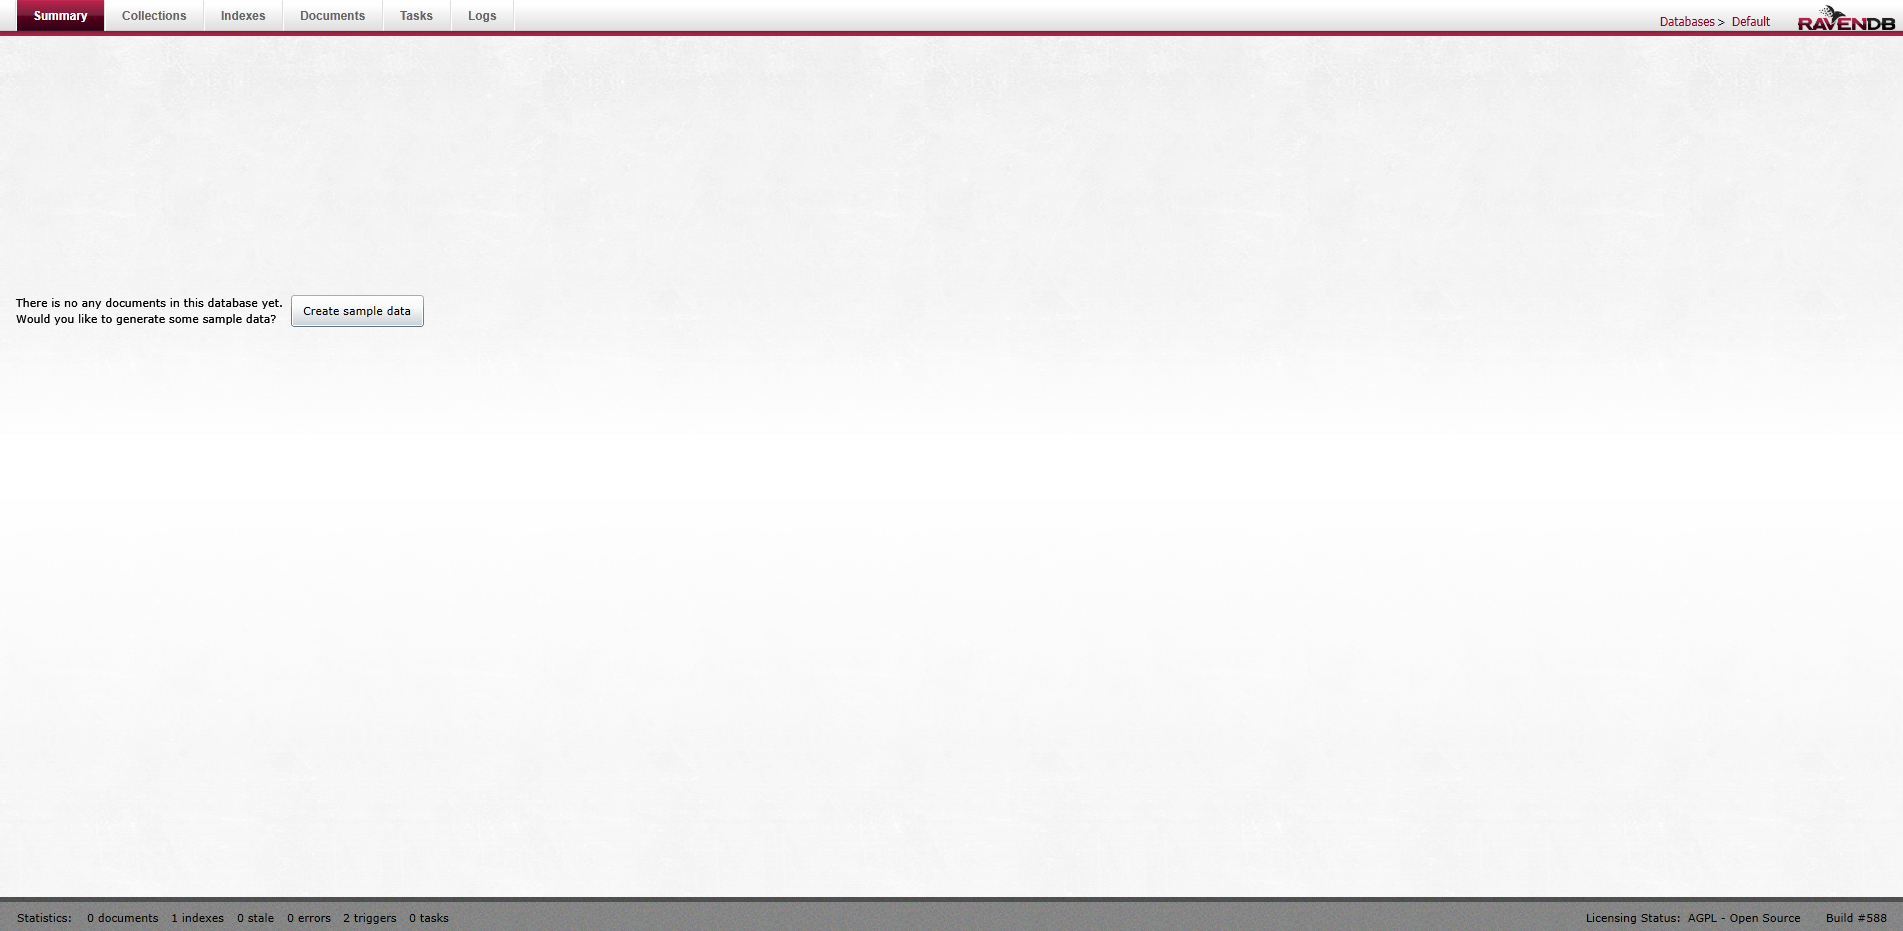 Summary Collections Indexes Documents Tasks Logs
Databases > Default
RAVENDB
There is no any documents in this database yet.
Would you like to generate some sample data?
Create sample data
Statistics: 0 documents 1 indexes 0 stale 0 errors 2 triggers 0 tasks
Licensing Status: AGPL - Open Source Build #588